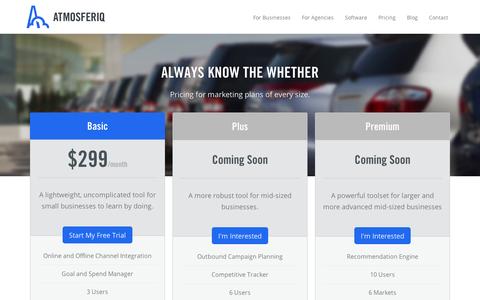 ATMOSFERIQ
For Businesses For Agencies Software Pricing Blog Contact
ALWAYS KNOW THE WHETHER
Pricing for marketing plans of every size.
Basic
$299/month
A lightweight, uncomplicated tool for
small businesses to learn by doing.
Start My Free Trial
Online and Offline Channel Integration
Goal and Spend Manager
3 Users
Plus
Coming Soon
A more robust tool for mid-sized
businesses.
I'm Interested
Outbound Campaign Planning
Competitive Tracker
6 Users
Premium
Coming Soon
A powerful toolset for larger and
more advanced mid-sized businesses
I'm Interested
Recommendation Engine
10 Users
6 Markets